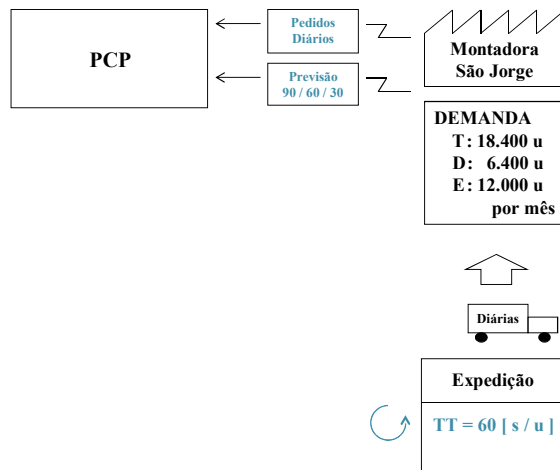 PCP
Pedidos
Diários
Previsão
90 / 60 / 30
Montadora
São Jorge
DEMANDA
T: 18.400 u
D: 6.400 u
E: 12.000 u
por mês
Diárias
Expedição
TT = 60 [ s / u ]